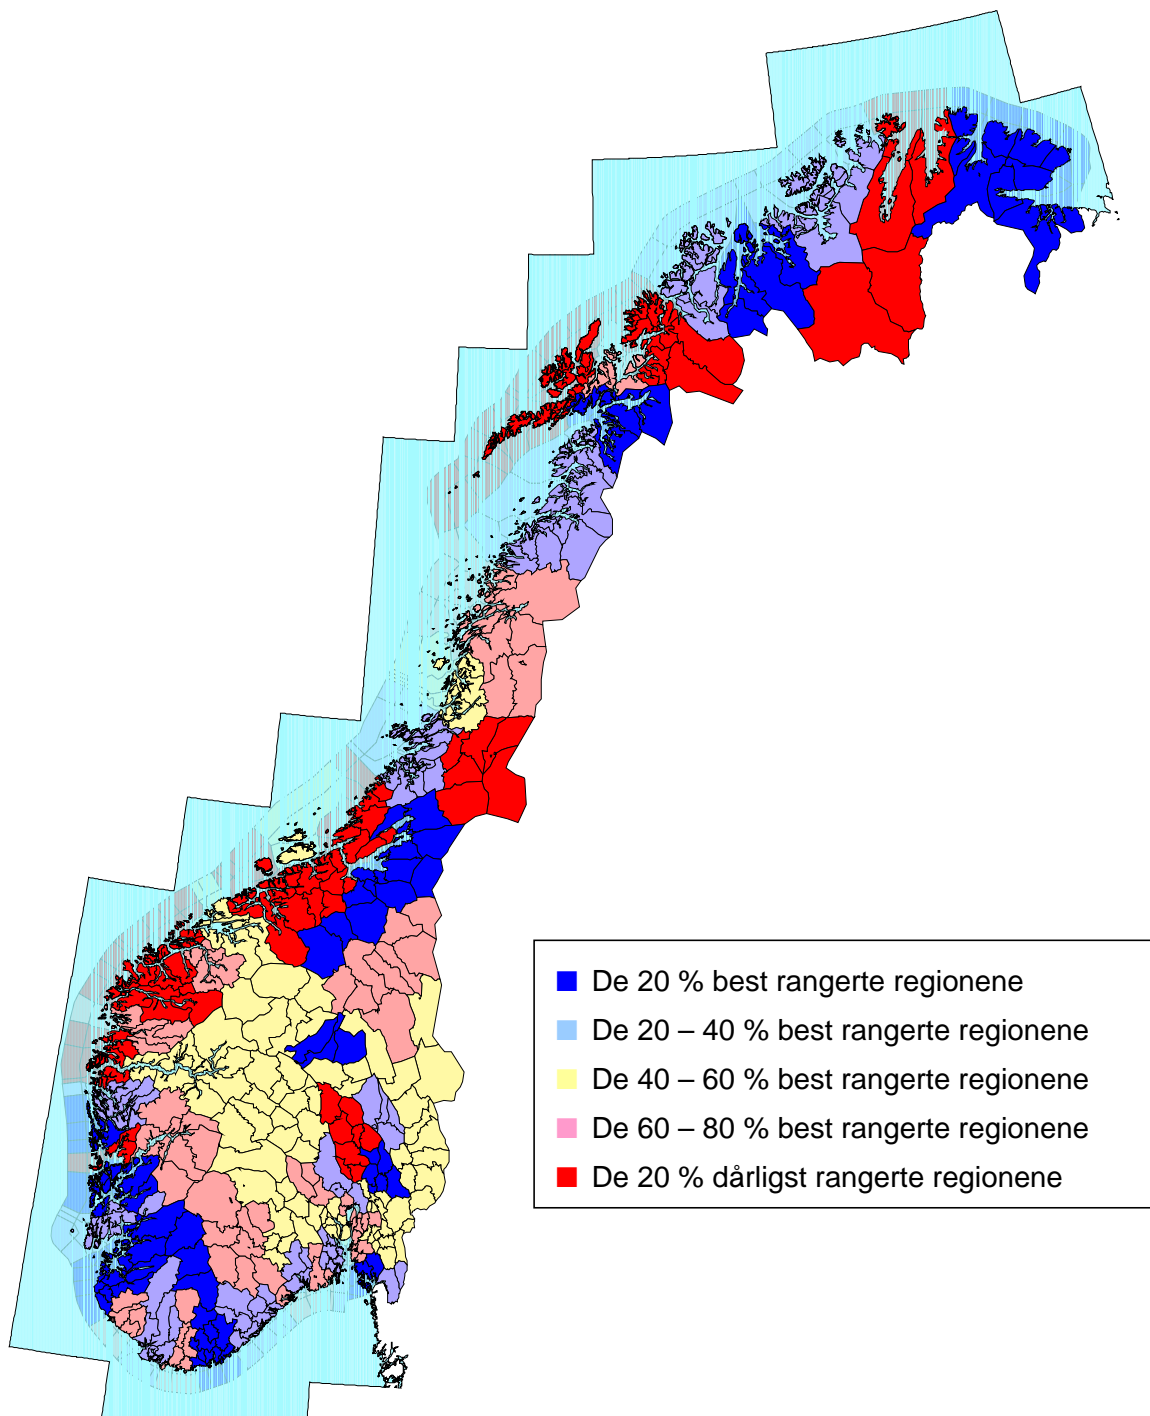 De 20 % best rangerte regionene
De 20 – 40 % best rangerte regionene
De 40 – 60 % best rangerte regionene
De 60 – 80 % best rangerte regionene
De 20 % dårligst rangerte regionene